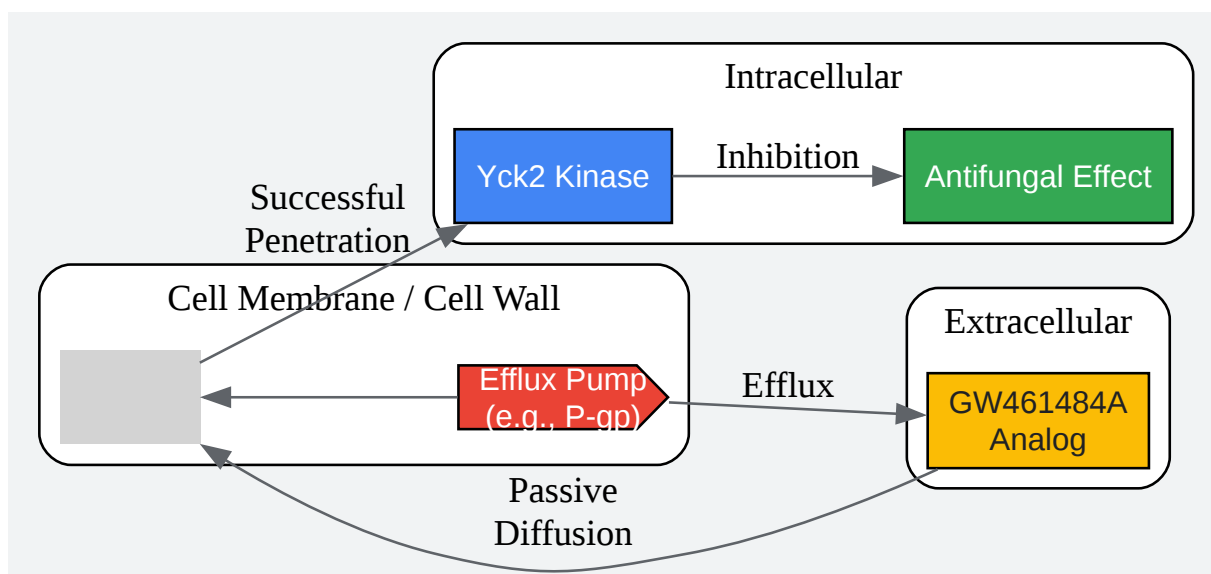 Intracellular
Yck2 Kinase
Inhibition
Antifungal Effect
Successful
Penetration
Cell Membrane / Cell Wall
Efflux Pump
(e.g., P-gp)
Efflux
Extracellular
GW461484A
Analog
Passive
Diffusion